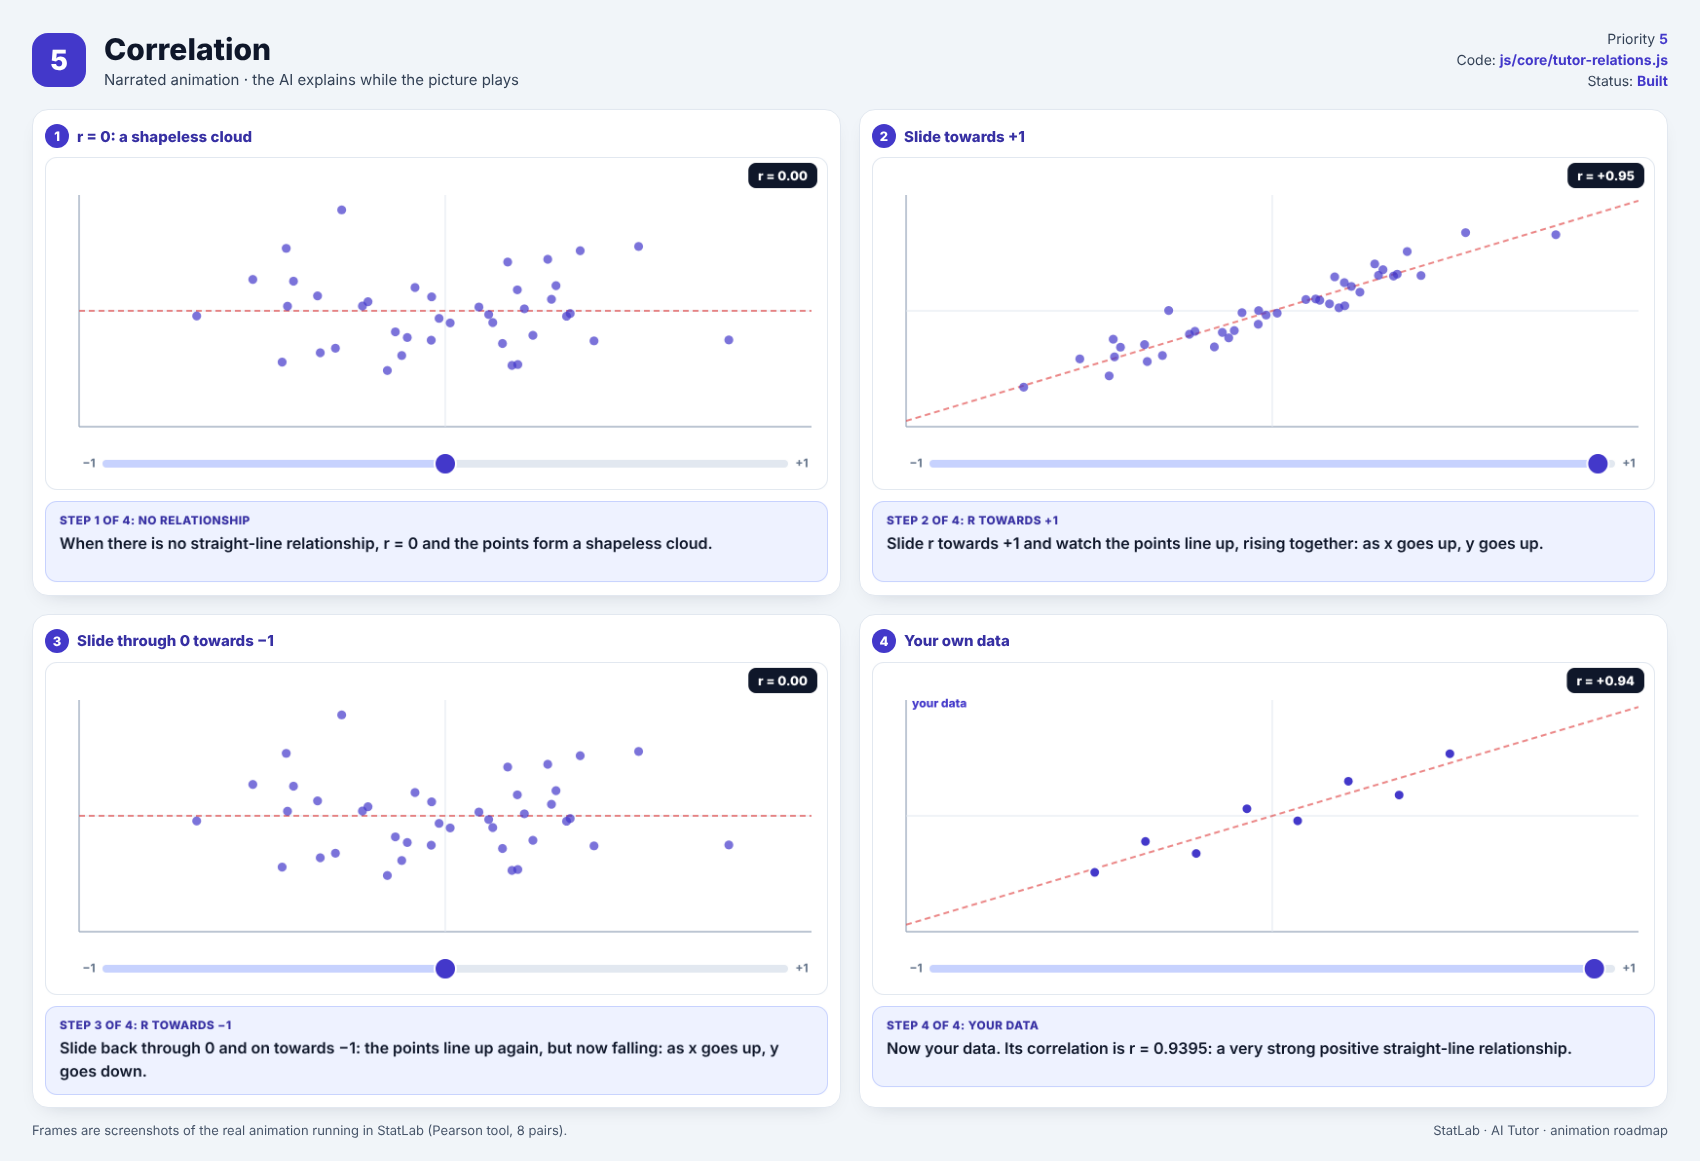 5
Correlation
Narrated animation · the AI explains while the picture plays
Priority 5
Code: js/core/tutor-relations.js
Status: Built
1 r = 0: a shapeless cloud
r = 0.00
−1 +1
STEP 1 OF 4: NO RELATIONSHIP
When there is no straight-line relationship, r = 0 and the points form a shapeless cloud.
2 Slide towards +1
r = +0.95
−1 +1
STEP 2 OF 4: R TOWARDS +1
Slide r towards +1 and watch the points line up, rising together: as x goes up, y goes up.
3 Slide through 0 towards −1
r = 0.00
−1 +1
STEP 3 OF 4: R TOWARDS −1
Slide back through 0 and on towards −1: the points line up again, but now falling: as x goes up, y
goes down.
4 Your own data
r = +0.94
your data
−1 +1
STEP 4 OF 4: YOUR DATA
Now your data. Its correlation is r = 0.9395: a very strong positive straight-line relationship.
Frames are screenshots of the real animation running in StatLab (Pearson tool, 8 pairs).
StatLab · AI Tutor · animation roadmap